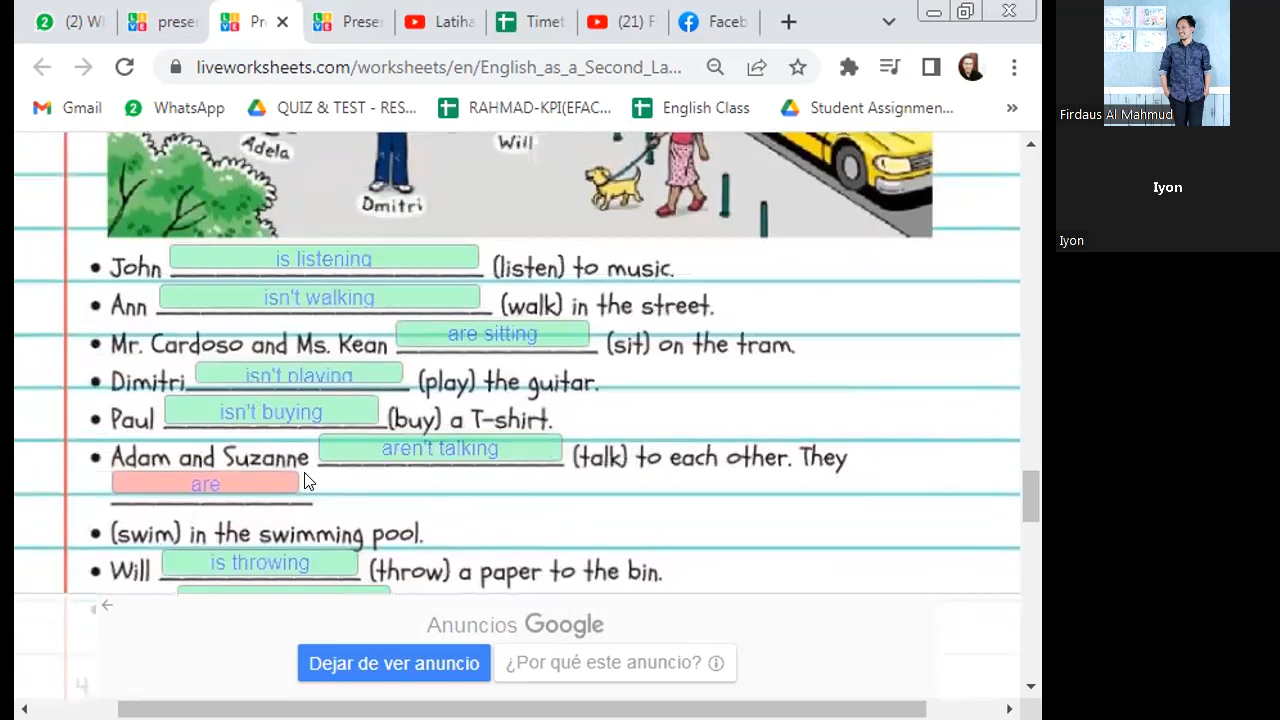 (2) W
prese
Pr
Prese
Latiha
Timet
(21) F
Faceb
liveworksheets.com/worksheets/en/English_as_a_Second_La...
Gmail
WhatsApp
QUIZ & TEST - RES...
RAHMAD-KPI(EFAC...
English Class
Student Assignmen...
»
Adela
Will
Dmitri
• John is listening (listen) to music.
• Ann isn't walking (walk) in the street.
• Mr. Cardoso and Ms. Kean are sitting (sit) on the tram.
• Dimitri isn't playing (play) the guitar.
• Paul isn't buying (buy) a T-shirt.
• Adam and Suzanne aren't talking (talk) to each other. They
are
• (swim) in the swimming pool.
• Will is throwing (throw) a paper to the bin.
Anuncios Google
Dejar de ver anuncio
¿Por qué este anuncio?
Firdaus Al Mahmud
Iyon
Iyon